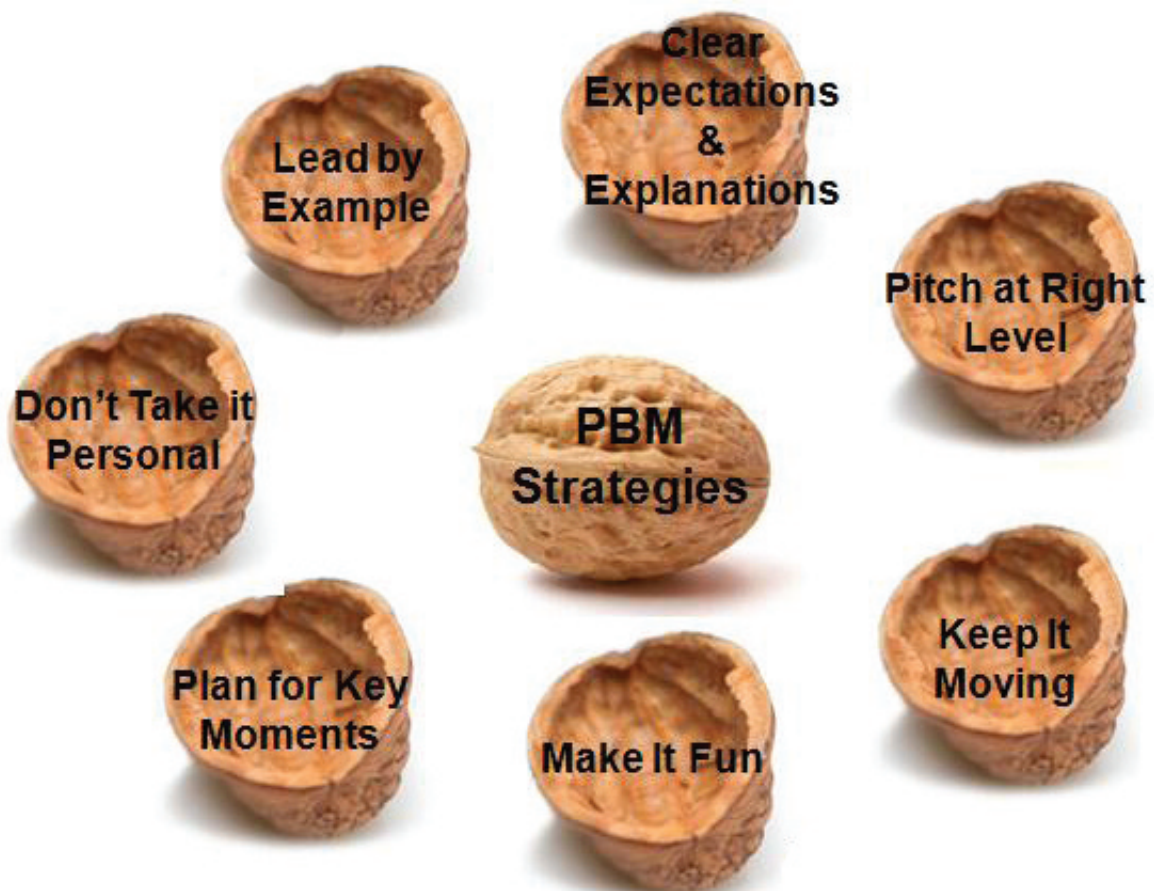 Clear
Expectations
&
Explanations
Lead by
Example
Pitch at Right
Level
Don't Take it
Personal
PBM
Strategies
Keep It
Moving
Plan for Key
Moments
Make It Fun